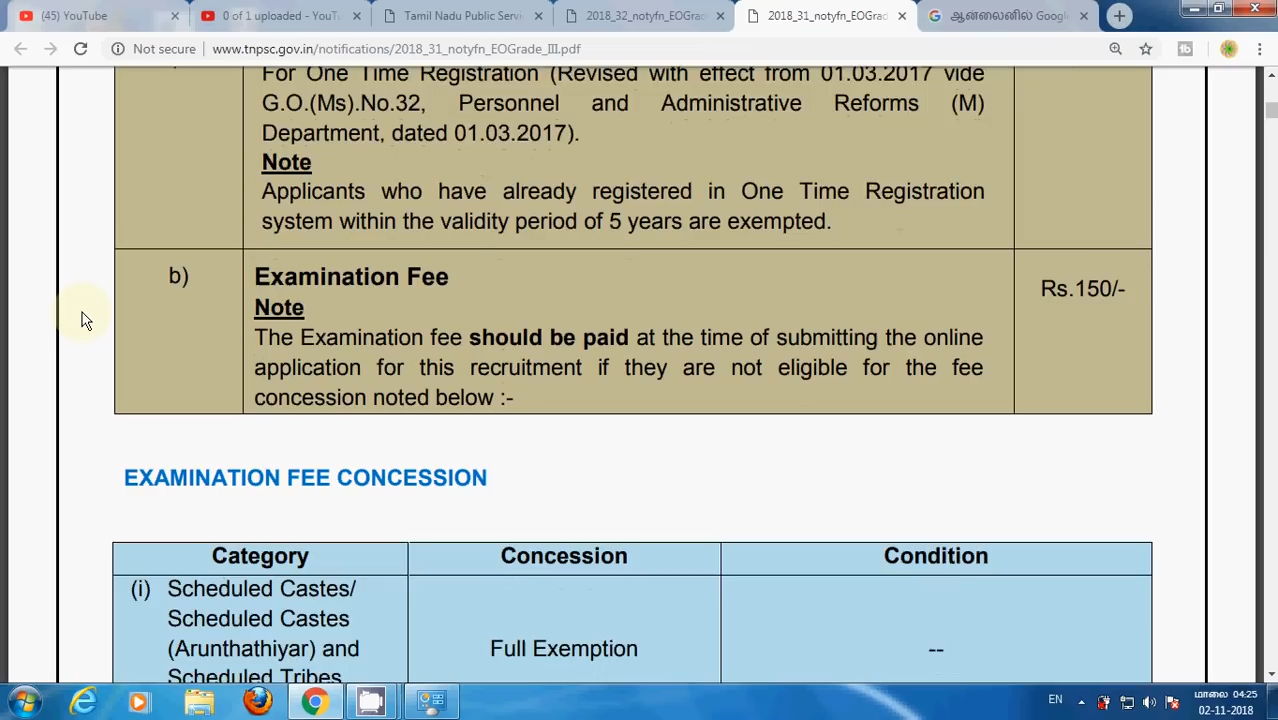 (45) YouTube
0 of 1 uploaded - YouT
Tamil Nadu Public Servi
2018_32_notyfn_EOGrad
2018_31_notyfn_EOGrad
ஆனலைனில் Google
Not secure www.tnpsc.gov.in/notifications/2018_31_notyfn_EOGrade_III.pdf
For One Time Registration (Revised with effect from 01.03.2017 vide
G.O.(Ms).No.32, Personnel and Administrative Reforms (M)
Department, dated 01.03.2017).
Note
Applicants who have already registered in One Time Registration
system within the validity period of 5 years are exempted.
b)
Examination Fee
Rs.150/-
Note
The Examination fee should be paid at the time of submitting the online
application for this recruitment if they are not eligible for the fee
concession noted below :-
EXAMINATION FEE CONCESSION
Category
Concession
Condition
(i) Scheduled Castes/
Scheduled Castes
(Arunthathiyar) and
Scheduled Tribes
Full Exemption
--
EN
மாலை 04:25
02-11-2018